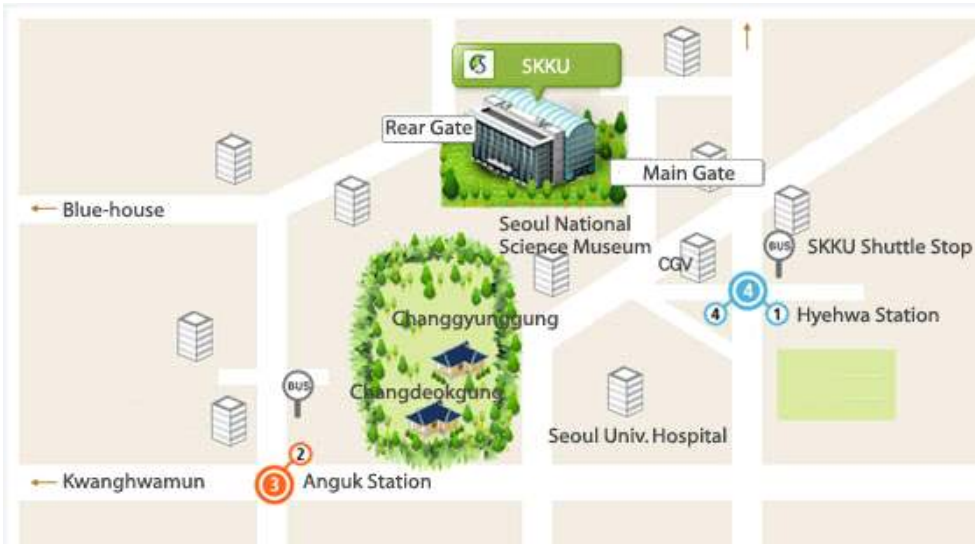 SKKU
Rear Gate
Main Gate
Blue-house
Seoul National
Science Museum
BUS
SKKU Shuttle Stop
CGV
4
4
1
Hyehwa Station
Changgyunggung
BUS
Changdeokgung
Seoul Univ. Hospital
2
Kwanghwamun
3
Anguk Station